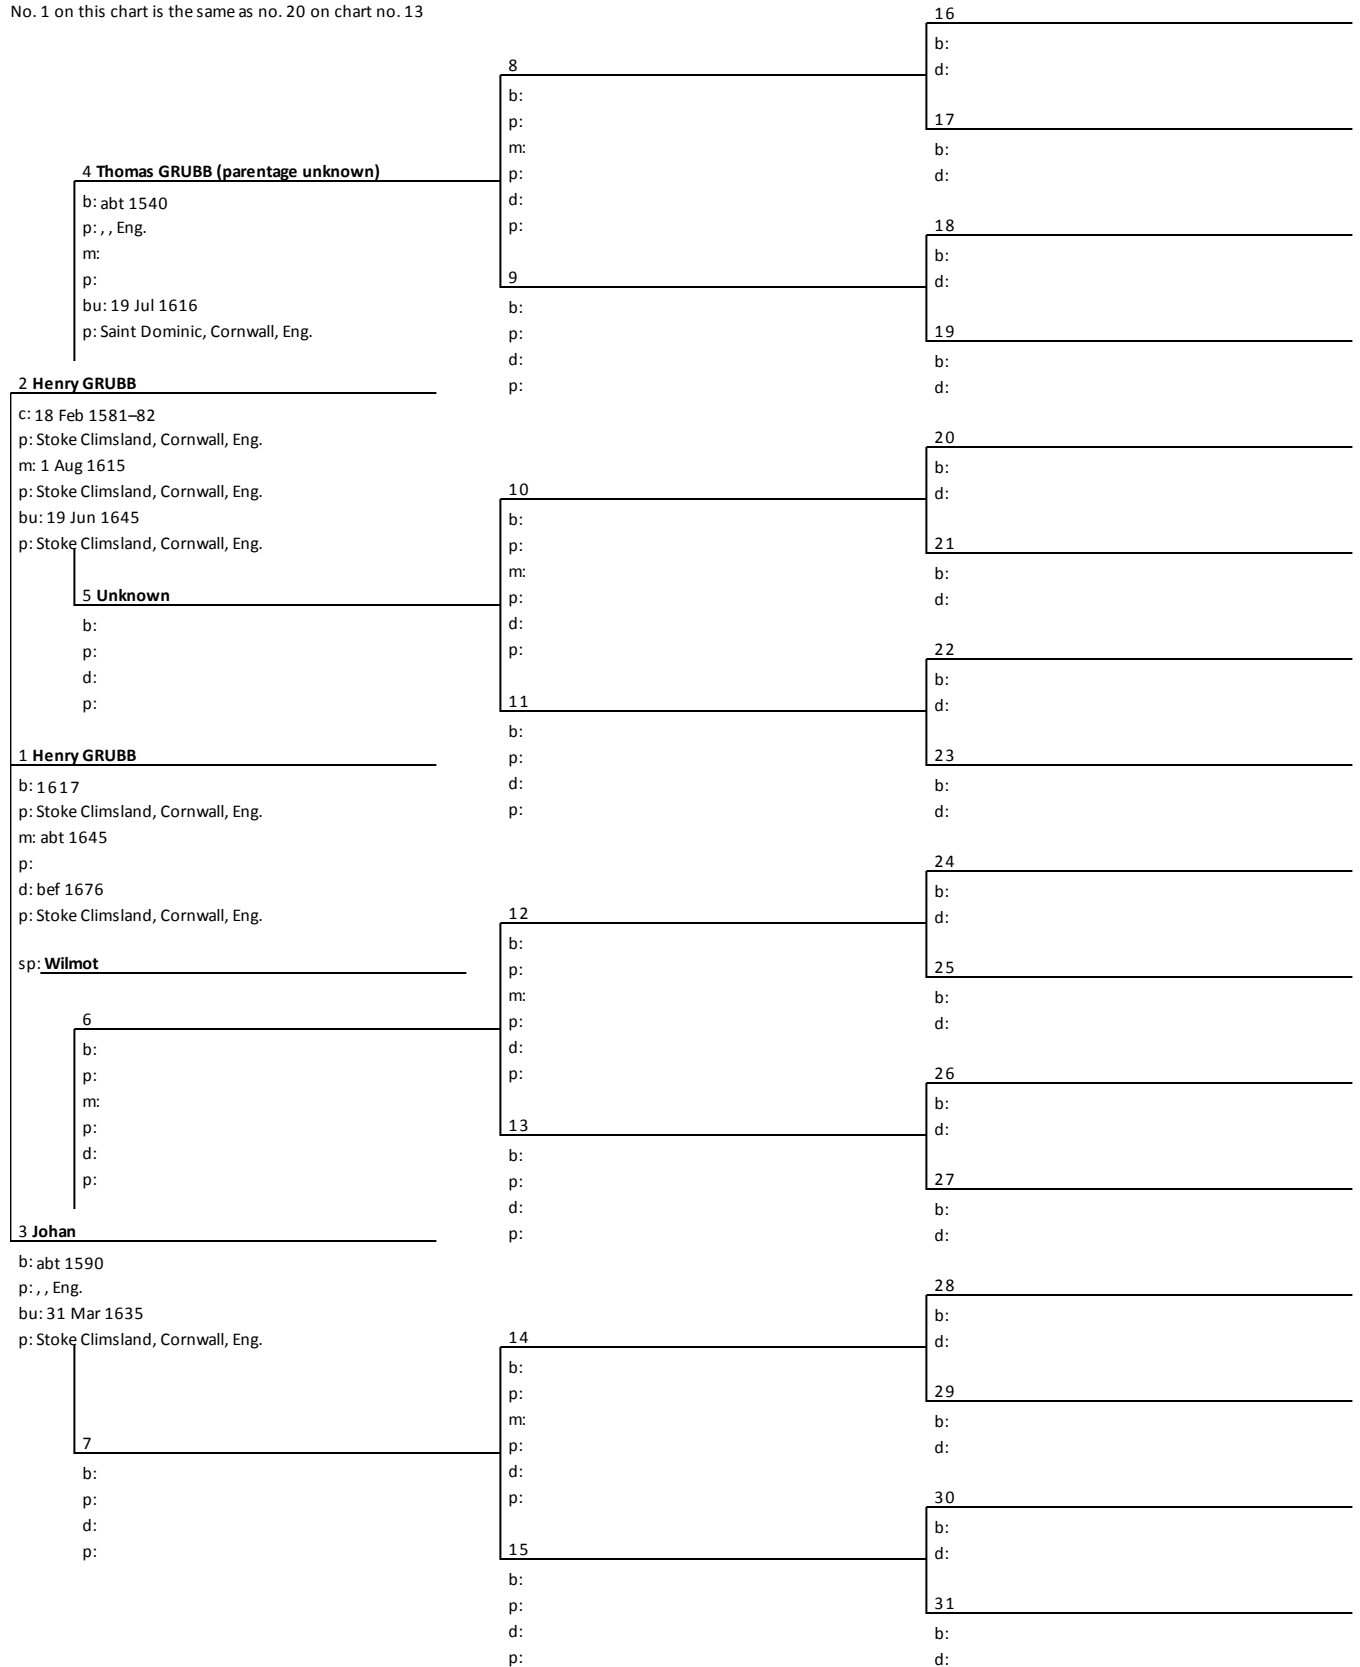 No. 1 on this chart is the same as no. 20 on chart no. 13
16
b:
d:
8
b:
p:
m:
p:
d:
p:
17
b:
d:
4 Thomas GRUBB (parentage unknown)
b: abt 1540
p: , , Eng.
m:
p:
bu: 19 Jul 1616
p: Saint Dominic, Cornwall, Eng.
18
b:
d:
9
b:
p:
d:
p:
19
b:
d:
2 Henry GRUBB
c: 18 Feb 1581–82
p: Stoke Climsland, Cornwall, Eng.
m: 1 Aug 1615
p: Stoke Climsland, Cornwall, Eng.
bu: 19 Jun 1645
p: Stoke Climsland, Cornwall, Eng.
20
b:
d:
10
b:
p:
m:
p:
d:
p:
21
b:
d:
5 Unknown
b:
p:
d:
p:
22
b:
d:
11
b:
p:
d:
p:
23
b:
d:
1 Henry GRUBB
b: 1617
p: Stoke Climsland, Cornwall, Eng.
m: abt 1645
p:
d: bef 1676
p: Stoke Climsland, Cornwall, Eng.
sp: Wilmot
24
b:
d:
12
b:
p:
m:
p:
d:
p:
25
b:
d:
6
b:
p:
m:
p:
d:
p:
26
b:
d:
13
b:
p:
d:
p:
27
b:
d:
3 Johan
b: abt 1590
p: , , Eng.
bu: 31 Mar 1635
p: Stoke Climsland, Cornwall, Eng.
28
b:
d:
14
b:
p:
m:
p:
d:
p:
29
b:
d:
7
b:
p:
d:
p:
30
b:
d:
15
b:
p:
d:
p:
31
b:
d: